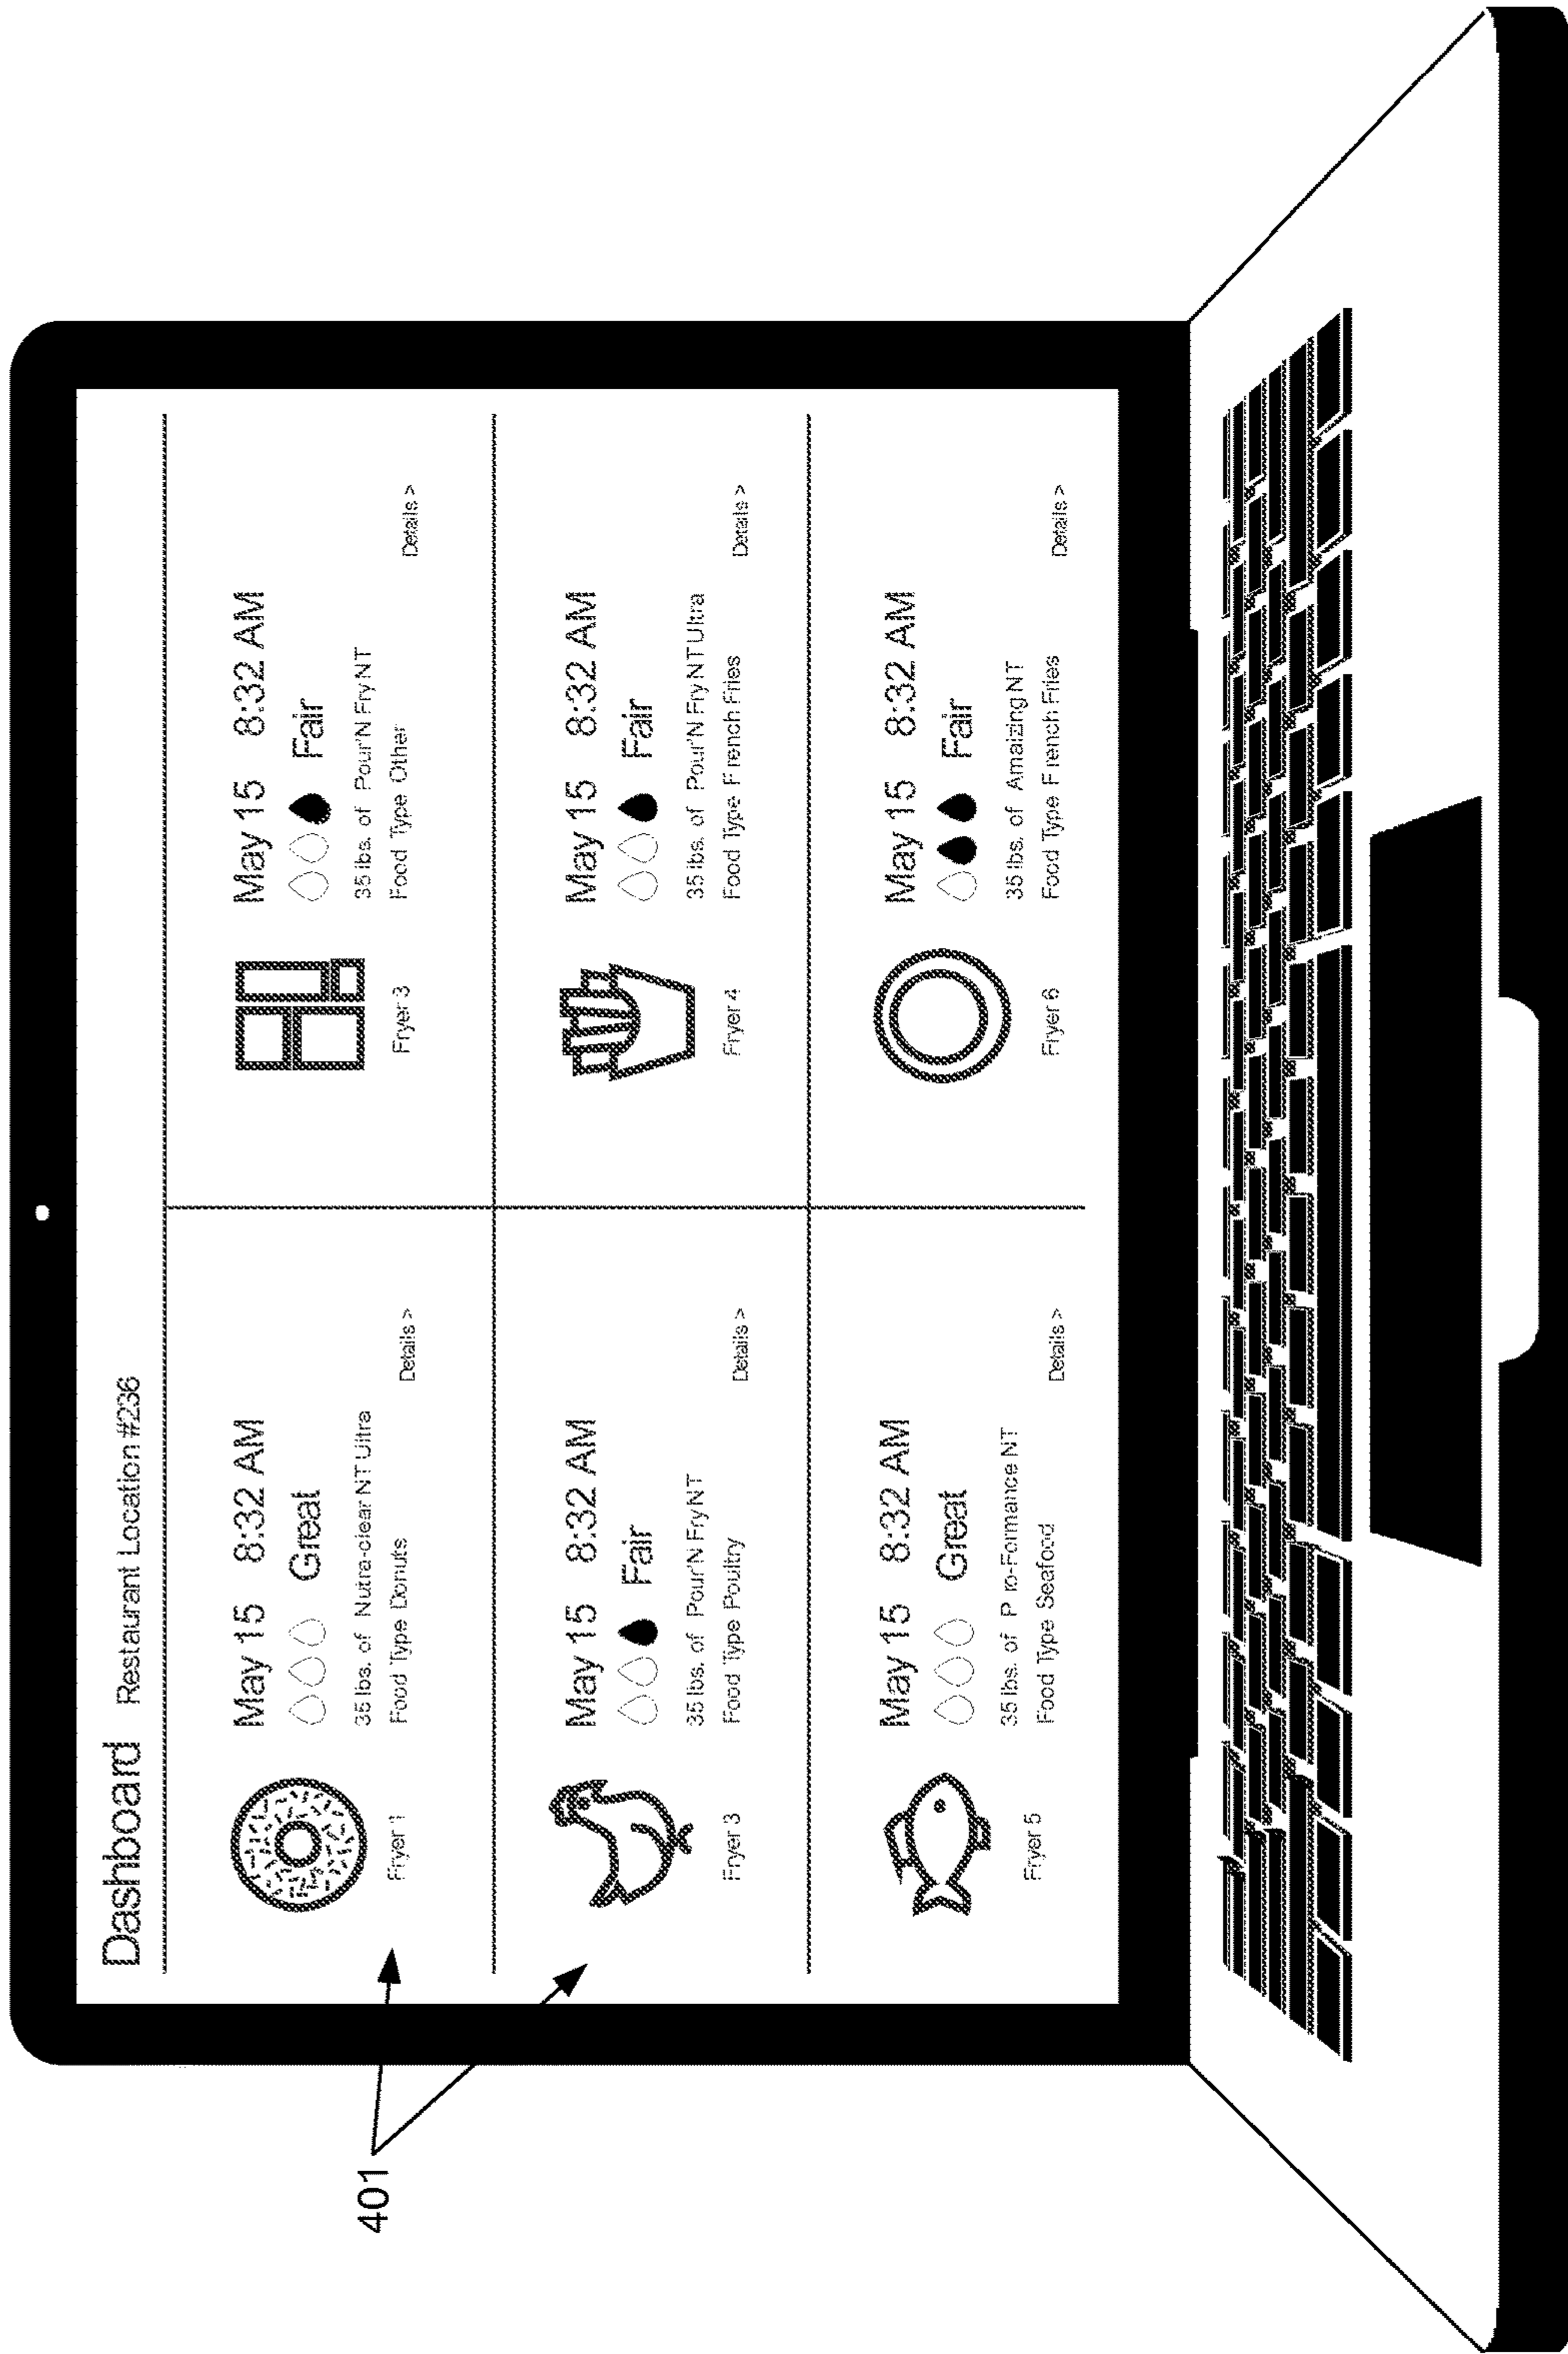 Dashboard Restaurant Location #236
May 15 8:32 AM
Great
35 lbs. of Nutra-clear NT Ultra
Food Type Donuts
Fryer 1
Details >
May 15 8:32 AM
Fair
35 lbs. of Pour'N Fry NT
Food Type Other
Fryer 3
Details >
May 15 8:32 AM
Fair
35 lbs. of Pour'N Fry NT
Food Type Poultry
Fryer 3
Details >
May 15 8:32 AM
Fair
35 lbs. of Pour'N Fry NT Ultra
Food Type French Fries
Fryer 4
Details >
May 15 8:32 AM
Great
35 lbs. of Pro-Formance NT
Food Type Seafood
Fryer 5
Details >
May 15 8:32 AM
Fair
35 lbs. of Amaizing NT
Food Type French Fries
Fryer 6
Details >
401